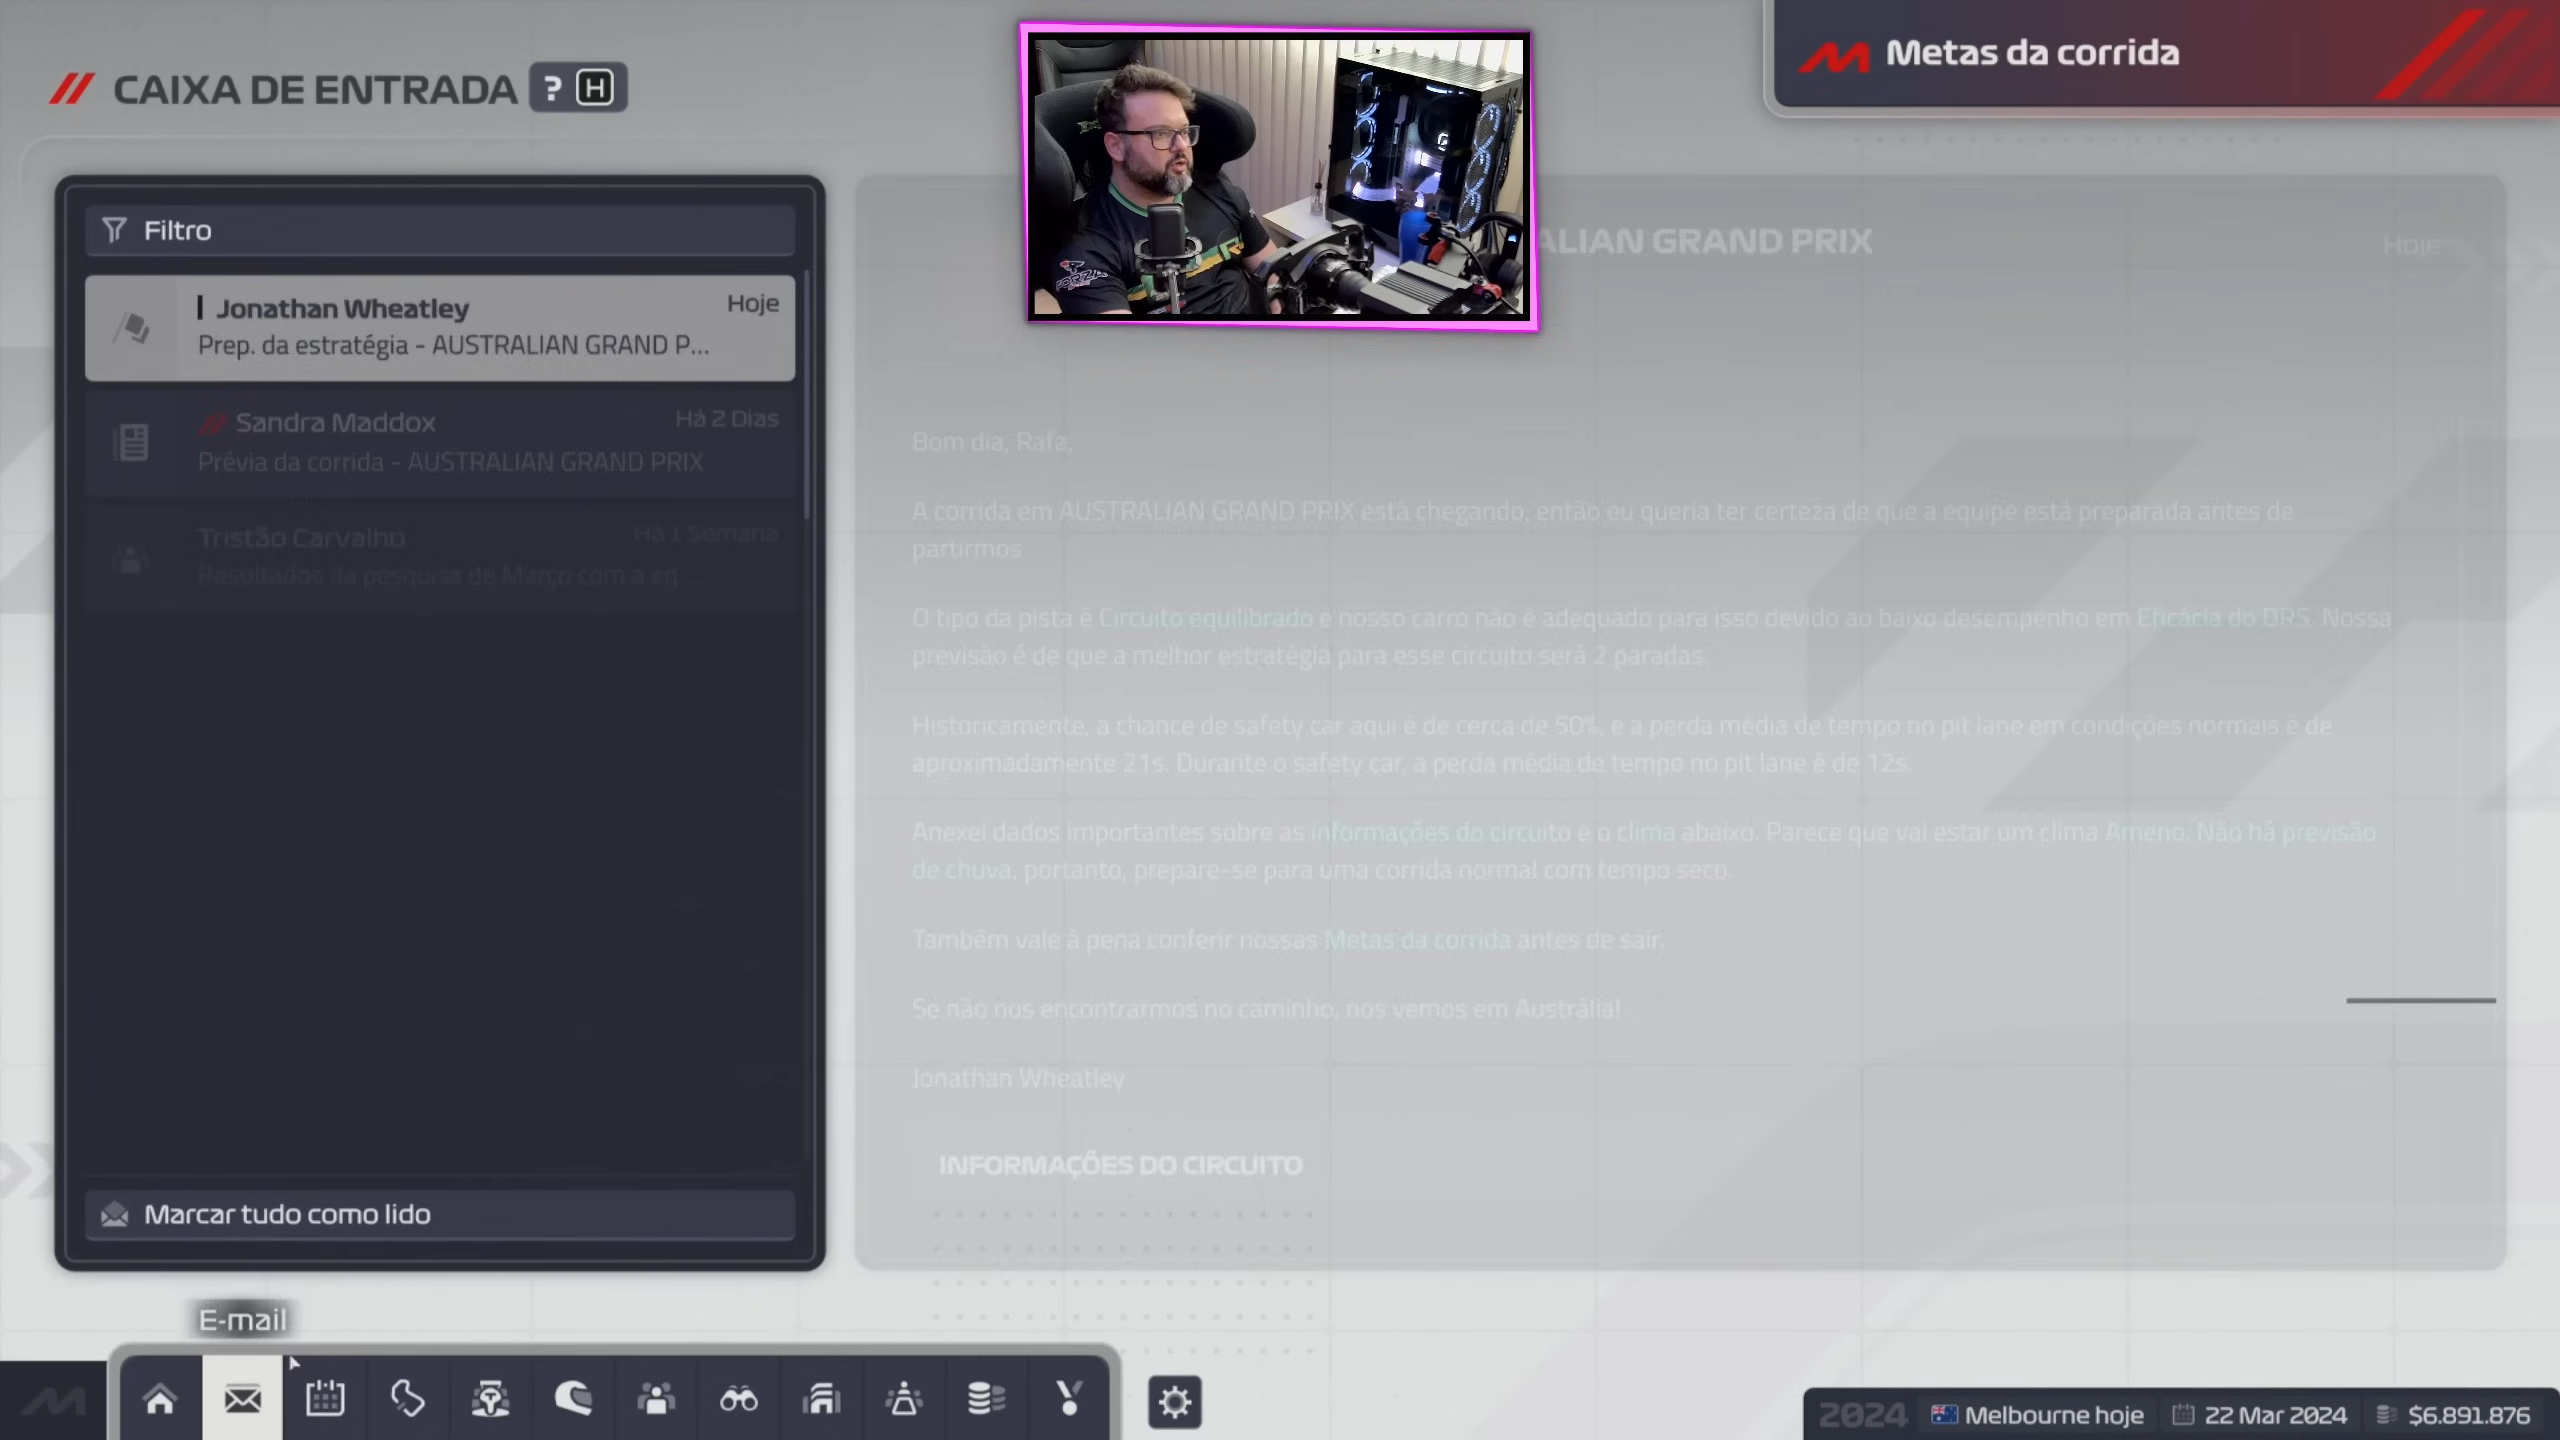 CAIXA DE ENTRADA ? H
Metas da corrida
Filtro
Jonathan Wheatley
Hoje
Prep. da estratégia - AUSTRALIAN GRAND P...
Sandra Maddox
Há 2 Dias
Prévia da corrida - AUSTRALIAN GRAND PRIX
Tristão Carvalho
Há 1 Semana
Resultados da pesquisa de Março com a eq
Marcar tudo como lido
ALIAN GRAND PRIX
Hoje
Bom dia, Rafa,
A corrida em AUSTRALIAN GRAND PRIX está chegando, então eu queria ter certeza de que a equipe está preparada antes de
partirmos
O tipo da pista é Circuito equilibrado e nosso carro não é adequado para isso devido ao baixo desempenho em Eficácia do DRS. Nossa
previsão é de que a melhor estratégia para esse circuito será 2 paradas.
Historicamente, a chance de safety car aqui é de cerca de 50%, e a perda média de tempo no pit lane em condições normais é de
aproximadamente 21s. Durante o safety car, a perda média de tempo no pit lane é de 12s.
Anexei dados importantes sobre as informações do circuito e o clima abaixo. Parece que vai estar um clima Ameno. Não há previsão
de chuva, portanto, prepare-se para uma corrida normal com tempo seco.
Também vale à pena conferir nossas Metas da corrida antes de sair.
Se não nos encontrarmos no caminho, nos vemos em Austrália!
Jonathan Wheatley
INFORMAÇÕES DO CIRCUITO
E-mail
2024 Melbourne hoje 22 Mar 2024 $6.891.876